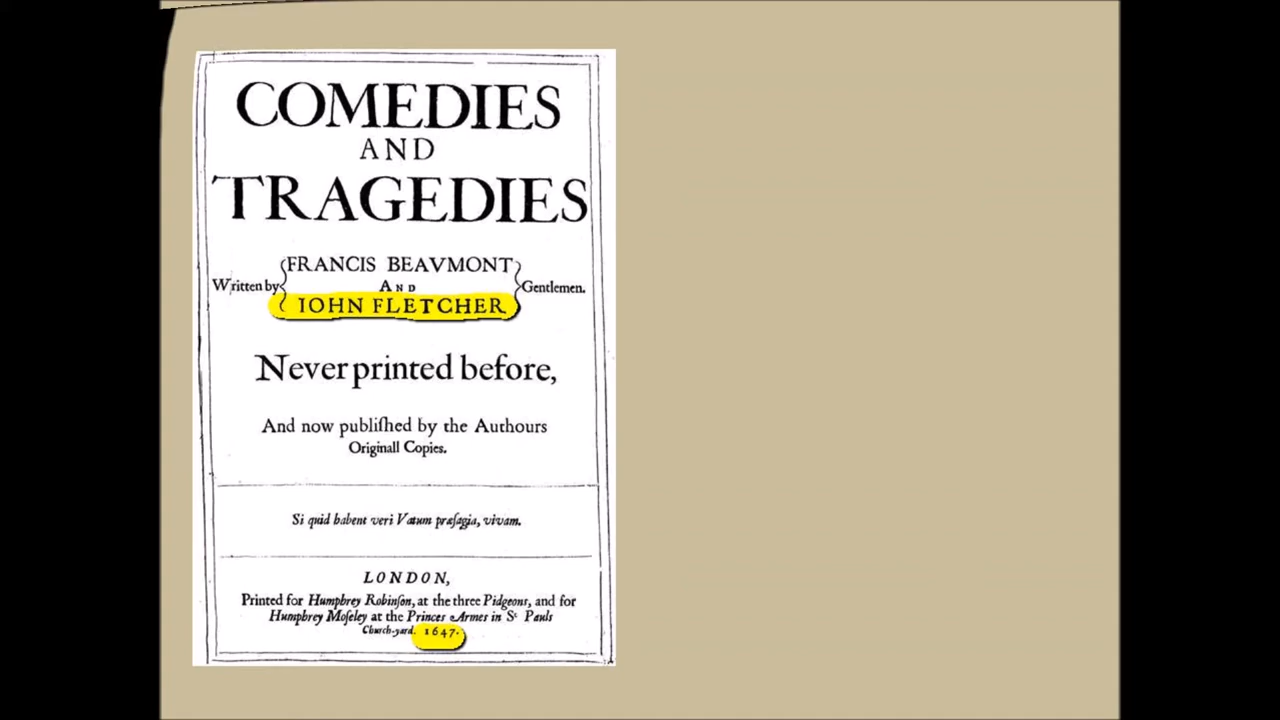 COMEDIES
AND
TRAGEDIES
FRANCIS BEAVMONT
Written by AND Gentlemen.
IOHN FLETCHER
Never printed before,
And now publiſhed by the Authours
Originall Copies.
Si quid habent veri Vatum præſagia, vivam.
LONDON,
Printed for Humphrey Robinſon, at the three Pidgeons, and for
Humphrey Moſeley at the Princes Armes in St Pauls
Church-yard. 1647.